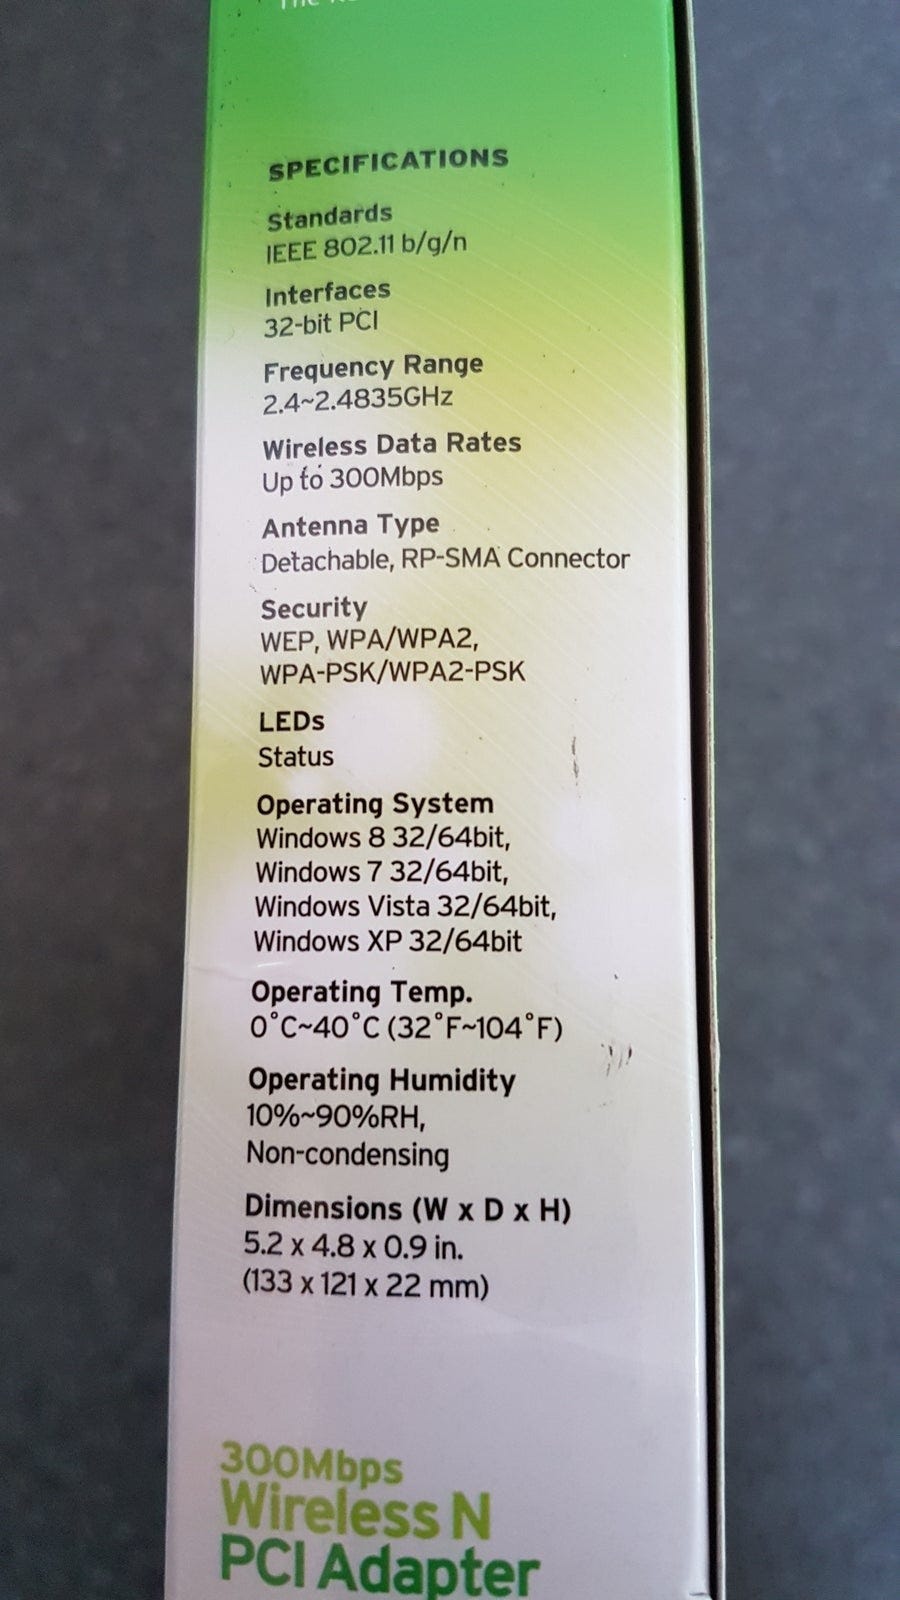 The
SPECIFICATIONS
Standards
IEEE 802.11 b/g/n
Interfaces
32-bit PCI
Frequency Range
2.4~2.4835GHz
Wireless Data Rates
Up to 300Mbps
Antenna Type
Detachable, RP-SMA Connector
Security
WEP, WPA/WPA2,
WPA-PSK/WPA2-PSK
LEDs
Status
Operating System
Windows 8 32/64bit,
Windows 7 32/64bit,
Windows Vista 32/64bit,
Windows XP 32/64bit
Operating Temp.
0°C~40°C (32°F~104°F)
Operating Humidity
10%~90%RH,
Non-condensing
Dimensions (W x D x H)
5.2 x 4.8 x 0.9 in.
(133 x 121 x 22 mm)
300Mbps
Wireless N
PCI Adapter